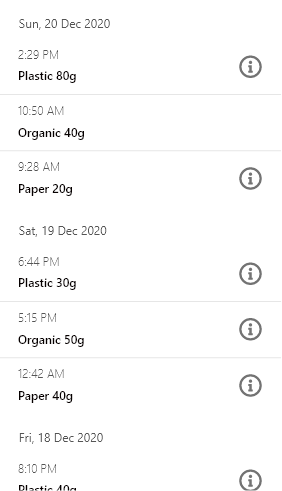 Sun, 20 Dec 2020
2:29 PM
Plastic 80g
10:50 AM
Organic 40g
9:28 AM
Paper 20g
Sat, 19 Dec 2020
6:44 PM
Plastic 30g
5:15 PM
Organic 50g
12:42 AM
Paper 40g
Fri, 18 Dec 2020
8:10 PM
Plastic 40g